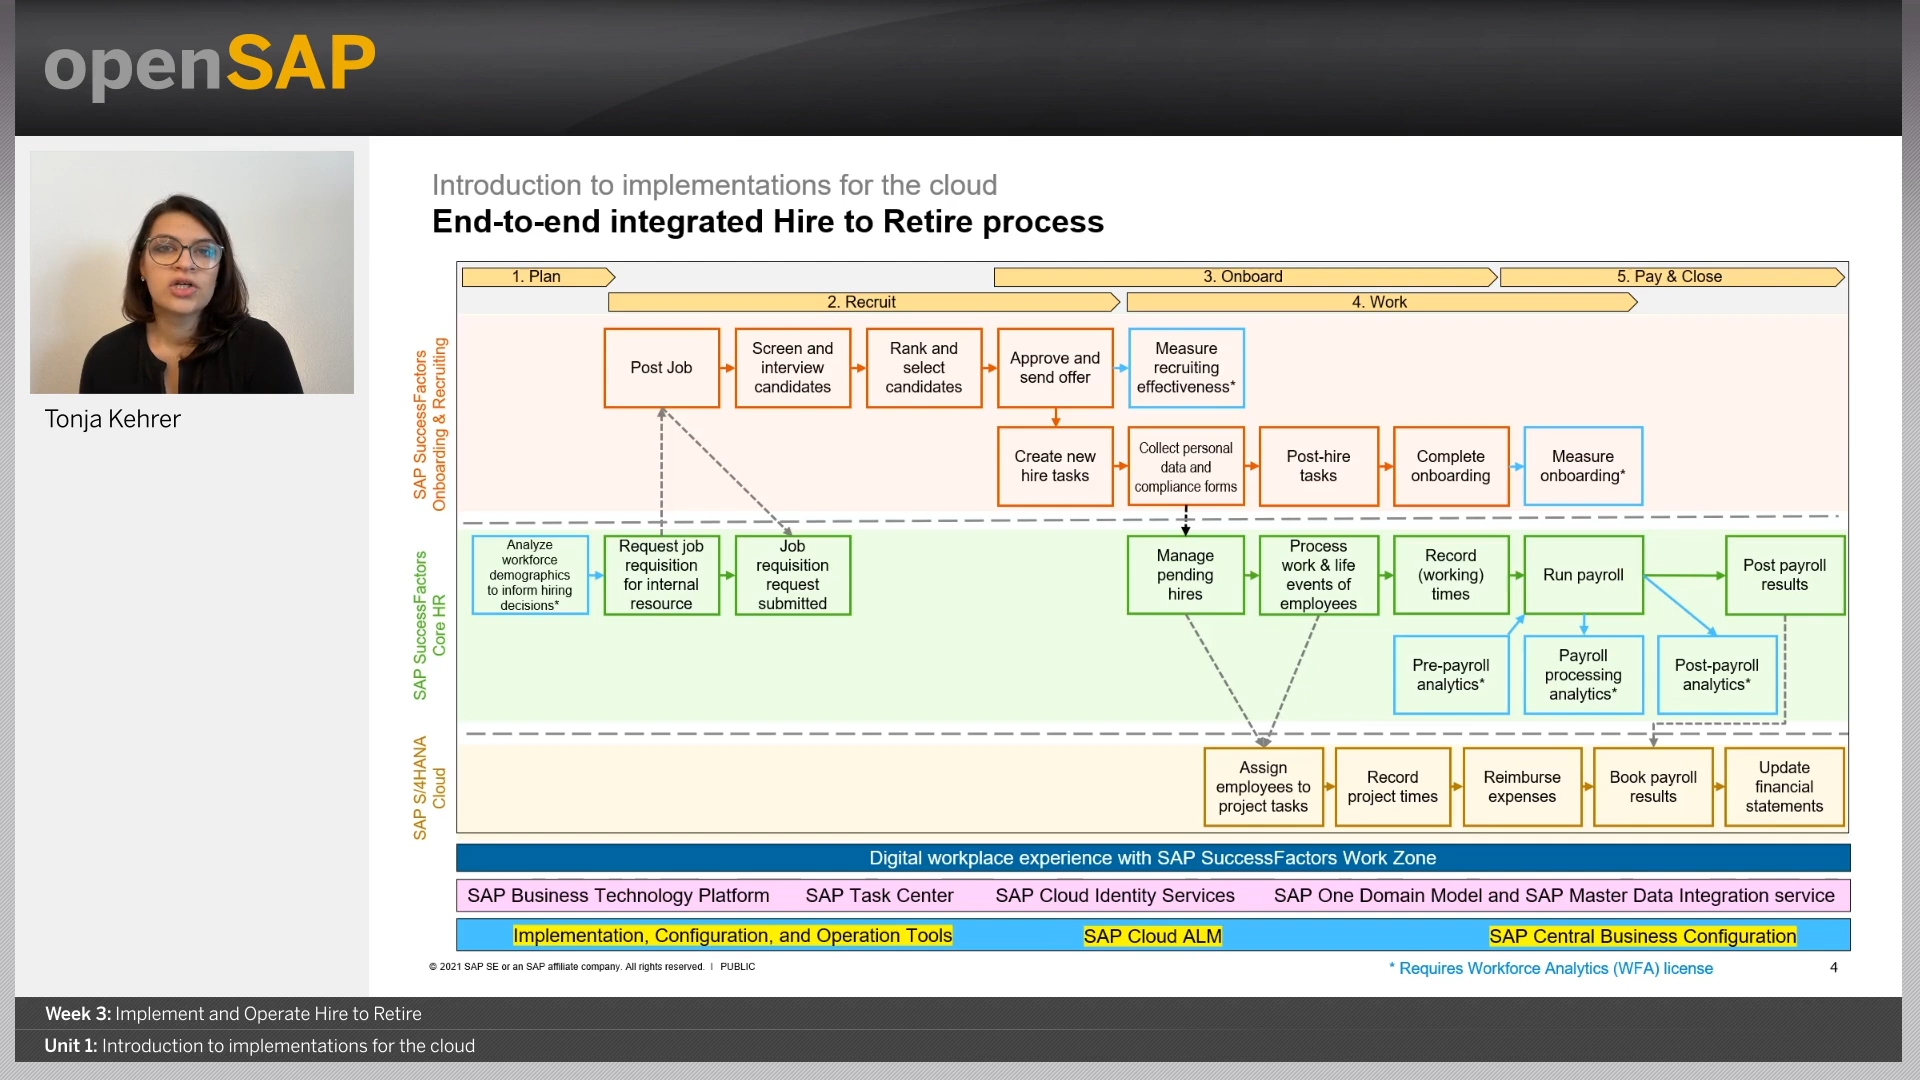 openSAP
Tonja Kehrer
Introduction to implementations for the cloud
End-to-end integrated Hire to Retire process
1. Plan
3. Onboard
5. Pay & Close
2. Recruit
4. Work
SAP SuccessFactors
Onboarding & Recruiting
Post Job
Screen and
interview
candidates
Rank and
select
candidates
Approve and
send offer
Measure
recruiting
effectiveness*
Create new
hire tasks
Collect personal
data and
compliance forms
Post-hire
tasks
Complete
onboarding
Measure
onboarding*
SAP SuccessFactors
Core HR
Analyze
workforce
demographics
to inform hiring
decisions*
Request job
requisition
for internal
resource
Job
requisition
request
submitted
Manage
pending
hires
Process
work & life
events of
employees
Record
(working)
times
Run payroll
Post payroll
results
Pre-payroll
analytics*
Payroll
processing
analytics*
Post-payroll
analytics*
SAP S/4HANA
Cloud
Assign
employees to
project tasks
Record
project times
Reimburse
expenses
Book payroll
results
Update
financial
statements
Digital workplace experience with SAP SuccessFactors Work Zone
SAP Business Technology Platform SAP Task Center SAP Cloud Identity Services SAP One Domain Model and SAP Master Data Integration service
Implementation, Configuration, and Operation Tools SAP Cloud ALM SAP Central Business Configuration
© 2021 SAP SE or an SAP affiliate company. All rights reserved. | PUBLIC
* Requires Workforce Analytics (WFA) license
4
Week 3: Implement and Operate Hire to Retire
Unit 1: Introduction to implementations for the cloud